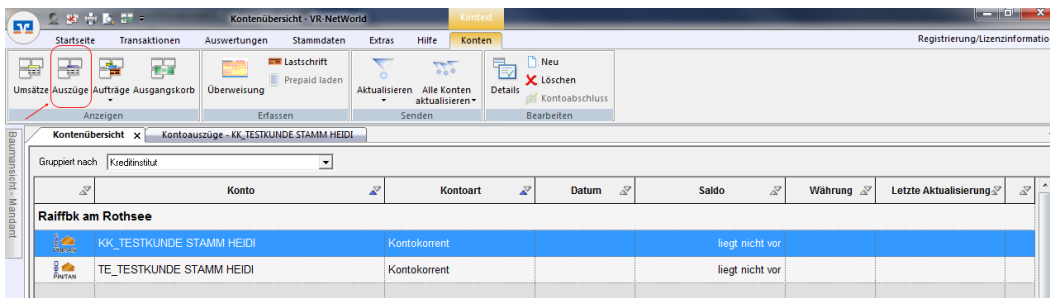 Kontenübersicht - VR-NetWorld
Kontext
Startseite Transaktionen Auswertungen Stammdaten Extras Hilfe Konten
Registrierung/Lizenzinformatio
Umsätze Auszüge Aufträge Ausgangskorb
Überweisung
Lastschrift
Prepaid laden
Aktualisieren
Alle Konten
aktualisieren
Details
Neu
Löschen
Kontoabschluss
Anzeigen Erfassen Senden Bearbeiten
Baumansicht - Mandant
Kontenübersicht x Kontoauszüge - KK_TESTKUNDE STAMM HEIDI
Gruppiert nach Kreditinstitut
Konto Kontoart Datum Saldo Währung Letzte Aktualisierung
Raiffbk am Rothsee
KK_TESTKUNDE STAMM HEIDI Kontokorrent liegt nicht vor
TE_TESTKUNDE STAMM HEIDI Kontokorrent liegt nicht vor